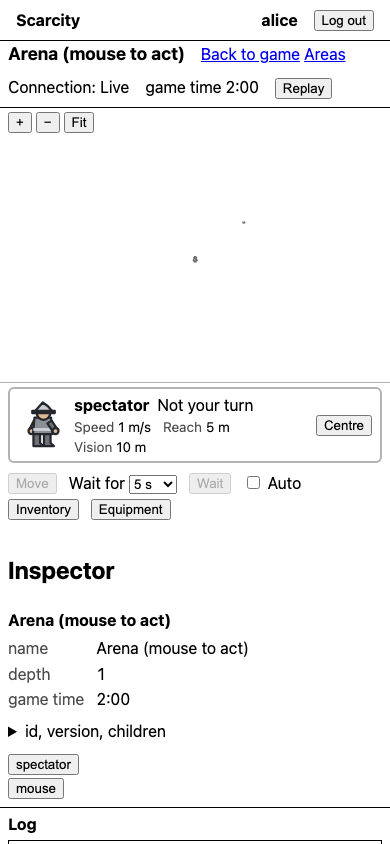 Scarcity alice Log out
Arena (mouse to act) Back to game Areas
Connection: Live game time 2:00 Replay
+ − Fit
spectator Not your turn
Speed 1 m/s Reach 5 m
Centre
Vision 10 m
Move Wait for 5 s Wait Auto
Inventory Equipment
Inspector
Arena (mouse to act)
name Arena (mouse to act)
depth 1
game time 2:00
id, version, children
spectator
mouse
Log